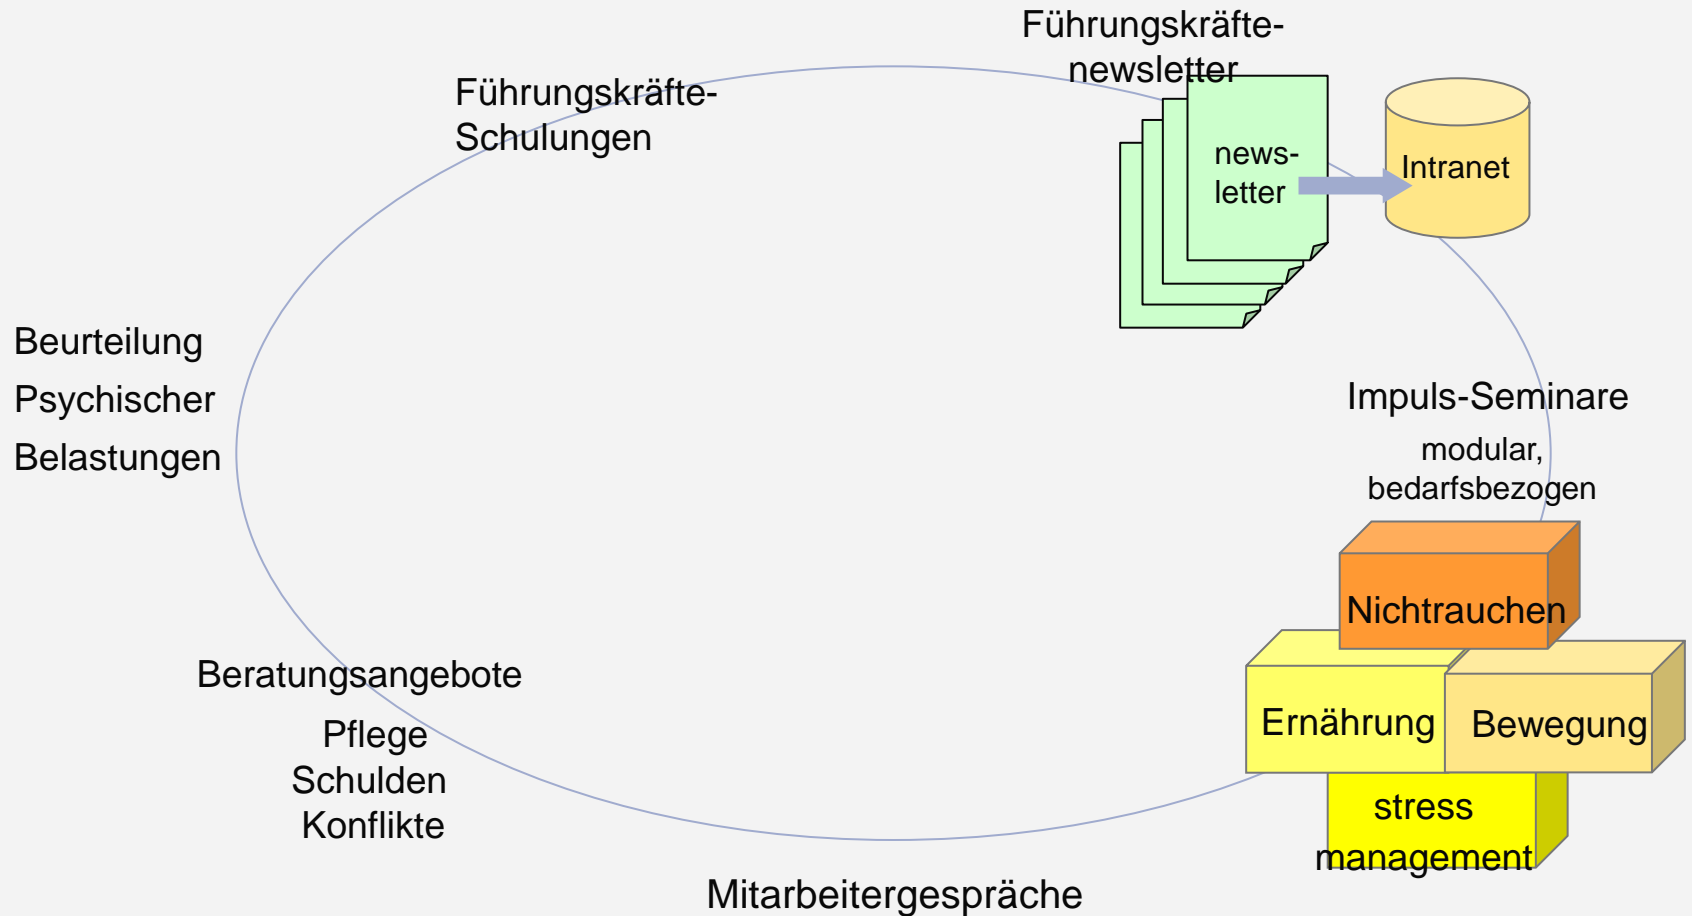 Führungskräfte-
newsletter
Führungskräfte-
Schulungen
news-
letter
Intranet
Beurteilung
Psychischer
Belastungen
Impuls-Seminare
modular,
bedarfsbezogen
Nichtrauchen
Ernährung
Bewegung
stress
management
Beratungsangebote
Pflege
Schulden
Konflikte
Mitarbeitergespräche